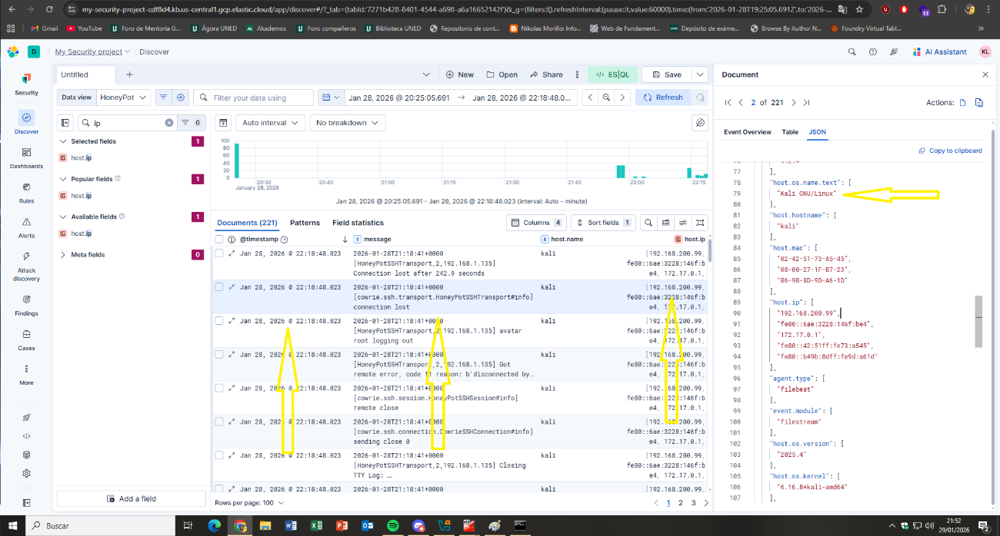 my-security-project-cdf8d4.kb.us-central1.gcp.elastic.cloud/app/discover#/?_tab=(tabId:'7271b428-8401-4544-a698-a6a16652142f')&_g=(filters:!(),refreshInterval:(pause:!t,value:60000),time:(from:'2026-01-28T19:25:05.691Z',to:'2026-...
Gmail YouTube Foro de Mentoría G... Ágora UNED Akademos Foro compañeros Biblioteca UNED Repositorio de cont... Nikolas Morillo: Info... Web de Fundament... Depósito de exáme... Browse By Author N... Foundry Virtual Tabl...
D / My Security project / Discover AI Assistant KL
Security
Discover
Dashboards
Rules
Alerts
Attack
discovery
Findings
Cases
More
Untitled New Open Share ES|QL Save
Data view HoneyPot Filter your data using Jan 28, 2026 @ 20:25:05.691 → Jan 28, 2026 @ 22:18:48.0... Refresh
ip 0
Selected fields 1
host.ip
Popular fields 1
host.ip
Available fields 1
host.ip
Meta fields 0
Add a field
Auto interval No breakdown
100
80
60
40
20
0
20:30 20:45 21:00 21:15 21:30 21:45 22:00 22:15
January 28, 2026
Jan 28, 2026 @ 20:25:05.691 - Jan 28, 2026 @ 22:18:48.023 (interval: Auto - minute)
Documents (221) Patterns Field statistics Columns 4 Sort fields 1
@timestamp message host.name host.ip
Jan 28, 2026 @ 22:18:48.023 2026-01-28T21:18:41+0000 kali [192.168.200.99,
[HoneyPotSSHTransport,2,192.168.1.135] fe80::6ae:3228:146f:b
Connection lost after 242.9 seconds e4, 172.17.0.1,
Jan 28, 2026 @ 22:18:48.023 2026-01-28T21:18:41+0000 kali [192.168.200.99,
[cowrie.ssh.transport.HoneyPotSSHTransport#info] fe80::6ae:3228:146f:b
connection lost e4, 172.17.0.1,
Jan 28, 2026 @ 22:18:48.023 2026-01-28T21:18:41+0000 kali [192.168.200.99,
[HoneyPotSSHTransport,2,192.168.1.135] avatar fe80::6ae:3228:146f:b
root logging out e4, 172.17.0.1,
Jan 28, 2026 @ 22:18:48.023 2026-01-28T21:18:41+0000 kali [192.168.200.99,
[HoneyPotSSHTransport,2,192.168.1.135] Got fe80::6ae:3228:146f:b
remote error, code 11 reason: b'disconnected by... e4, 172.17.0.1,
Jan 28, 2026 @ 22:18:48.023 2026-01-28T21:18:41+0000 kali [192.168.200.99,
[cowrie.ssh.session.HoneyPotSSHSession#info] fe80::6ae:3228:146f:b
remote close e4, 172.17.0.1,
Jan 28, 2026 @ 22:18:48.023 2026-01-28T21:18:41+0000 kali [192.168.200.99,
[cowrie.ssh.connection.CowrieSSHConnection#info] fe80::6ae:3228:146f:b
sending close 0 e4, 172.17.0.1,
Jan 28, 2026 @ 22:18:48.023 2026-01-28T21:18:41+0000 kali [192.168.200.99,
[HoneyPotSSHTransport,2,192.168.1.135] Closing fe80::6ae:3228:146f:b
TTY Log: ... e4, 172.17.0.1,
Jan 28, 2026 @ 22:18:48.023 2026-01-28T21:18:41+0000 kali [192.168.200.99,
Rows per page: 100 1 2 3
Document
2 of 221 Actions:
Event Overview Table JSON
Copy to clipboard
77 ],
78 "host.os.name.text": [
79 "Kali GNU/Linux"
80 ],
81 "host.hostname": [
82 "kali"
83 ],
84 "host.mac": [
85 "02-42-51-73-A5-45",
86 "08-00-27-1F-B7-23",
87 "B6-9B-8D-9D-A6-1D"
88 ],
89 "host.ip": [
90 "192.168.200.99",
91 "fe80::6ae:3228:146f:be4",
92 "172.17.0.1",
93 "fe80::42:51ff:fe73:a545",
94 "fe80::b49b:8dff:fe9d:a61d"
95 ],
96 "agent.type": [
97 "filebeat"
98 ],
99 "event.module": [
100 "filestream"
101 ],
102 "host.os.version": [
103 "2025.4"
104 ],
105 "host.os.kernel": [
106 "6.16.8+kali-amd64"
107 ],
Buscar
21:52
29/01/2026
2